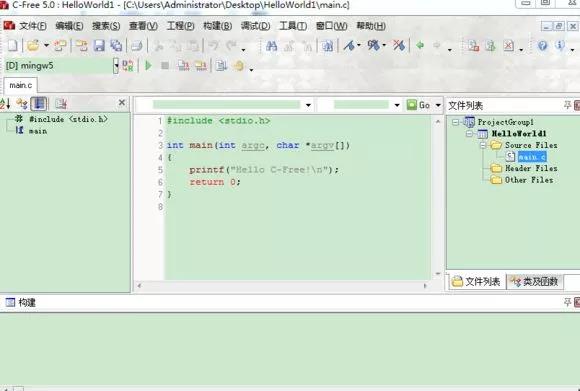 C-Free 5.0 : HelloWorld1 - [C:\Users\Administrator\Desktop\HelloWorld1\main.c]
文件(F) 编辑(E) 搜索(S) 查看(V) 工程(P) 构建(B) 调试(D) 工具(T) 窗口(W) 帮助(H)
[D] mingw5
main.c
#include <stdio.h>
main
Go
1 #include <stdio.h>
2
3 int main(int argc, char *argv[])
4 {
5 printf("Hello C-Free!\n");
6 return 0;
7 }
8
文件列表
ProjectGroup1
HelloWorld1
Source Files
main.c
Header Files
Other Files
文件列表 类及函数
构建